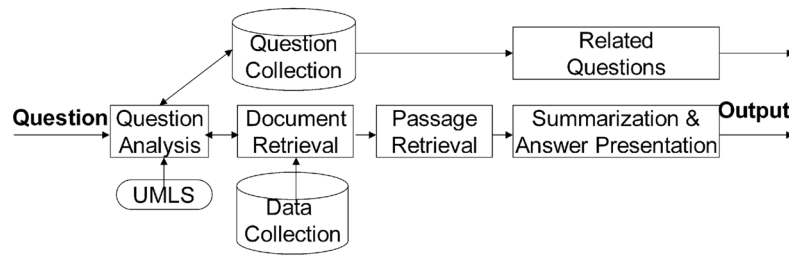 Question
Collection
Related
Questions
Question
Question
Analysis
Document
Retrieval
Passage
Retrieval
Summarization &
Answer Presentation
Output
UMLS
Data
Collection